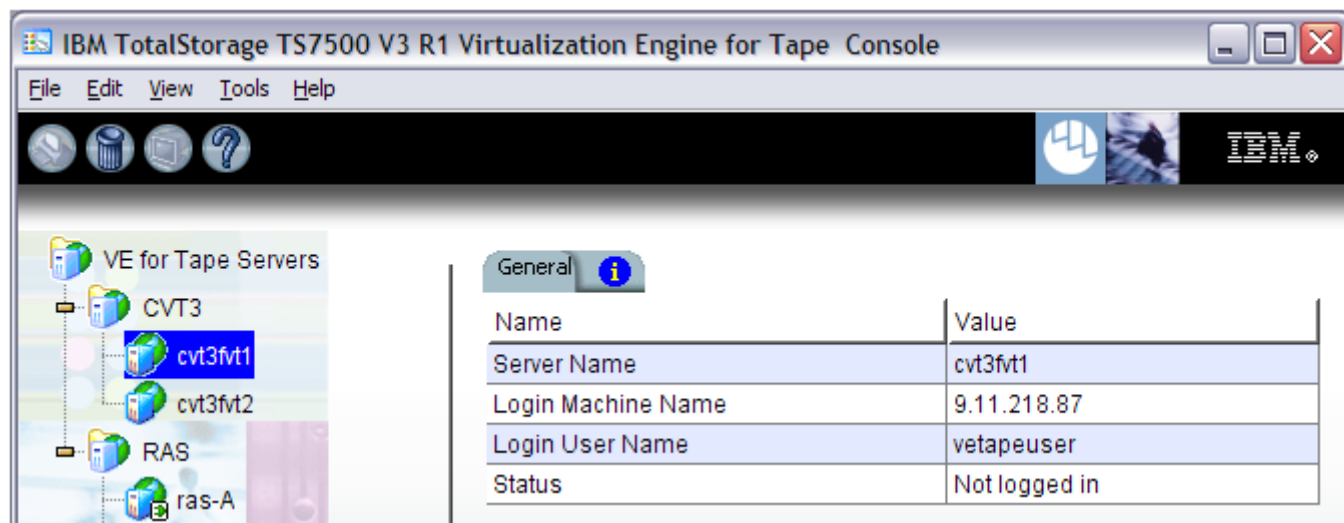 IBM TotalStorage TS7500 V3 R1 Virtualization Engine for Tape Console
File Edit View Tools Help
IBM
VE for Tape Servers
CVT3
cvt3fvt1
cvt3fvt2
RAS
ras-A
General
Name Value
Server Name cvt3fvt1
Login Machine Name 9.11.218.87
Login User Name vetapeuser
Status Not logged in